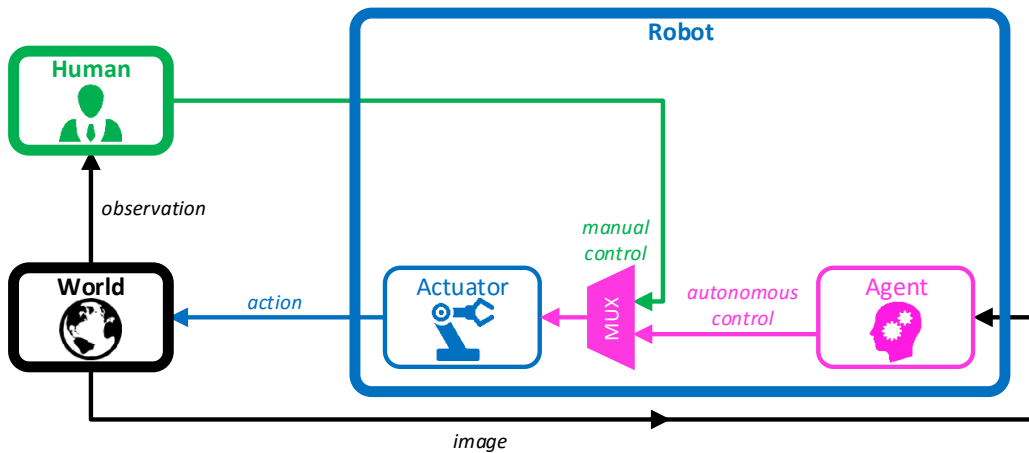 Robot
Human
observation
manual
control
World
action
Actuator
MUX
autonomous
control
Agent
image